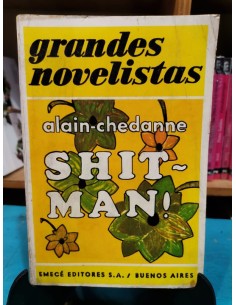 grandes
novelistas
alain-chedanne
SHIT-
MAN!
EMECÉ EDITORES S.A. / BUENOS AIRES